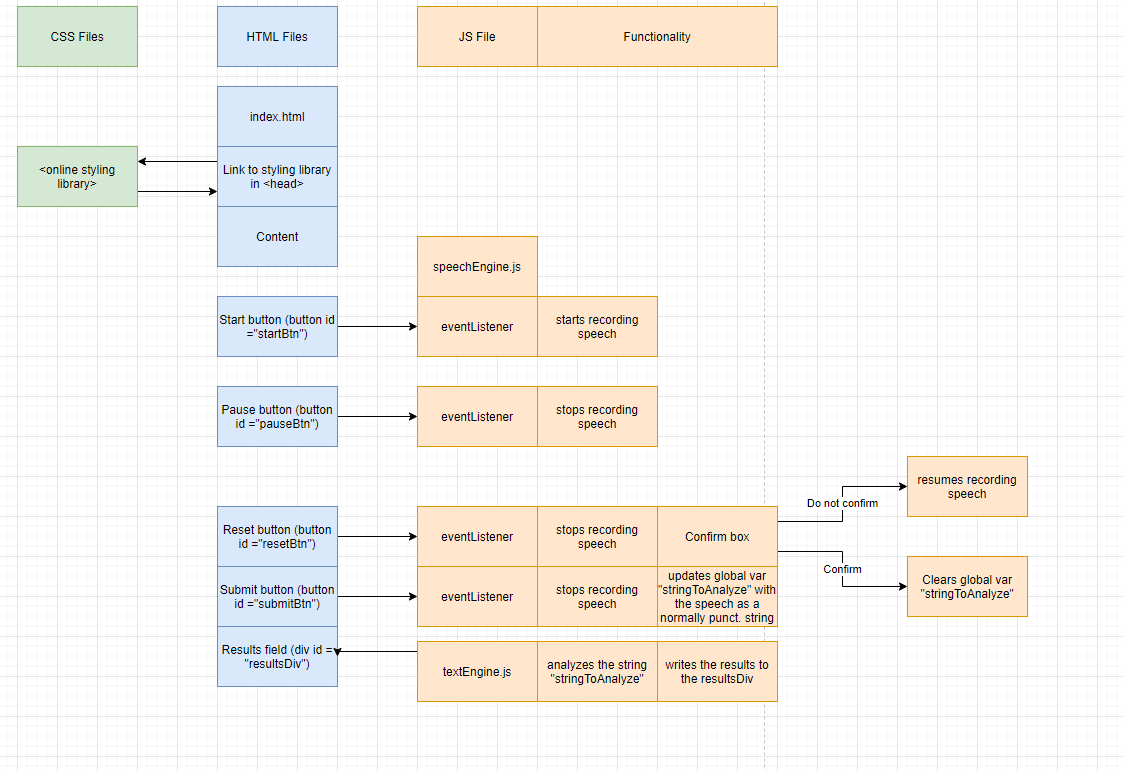 CSS Files
HTML Files
JS File
Functionality
index.html
<online styling
library>
Link to styling library
in <head>
Content
speechEngine.js
Start button (button id
="startBtn")
eventListener
starts recording
speech
Pause button (button
id ="pauseBtn")
eventListener
stops recording
speech
resumes recording
speech
Do not confirm
Reset button (button
id ="resetBtn")
eventListener
stops recording
speech
Confirm box
Confirm
Clears global var
"stringToAnalyze"
Submit button (button
id ="submitBtn")
eventListener
stops recording
speech
updates global var
"stringToAnalyze" with
the speech as a
normally punct. string
Results field (div id =
"resultsDiv")
textEngine.js
analyzes the string
"stringToAnalyze"
writes the results to
the resultsDiv